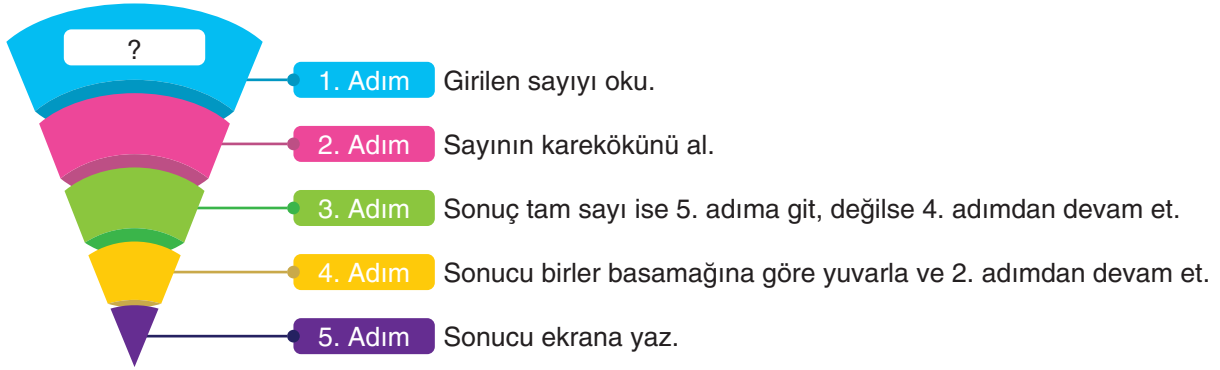 ?
1. Adım Girilen sayıyı oku.
2. Adım Sayının karekökünü al.
3. Adım Sonuç tam sayı ise 5. adıma git, değilse 4. adımdan devam et.
4. Adım Sonucu birler basamağına göre yuvarla ve 2. adımdan devam et.
5. Adım Sonucu ekrana yaz.